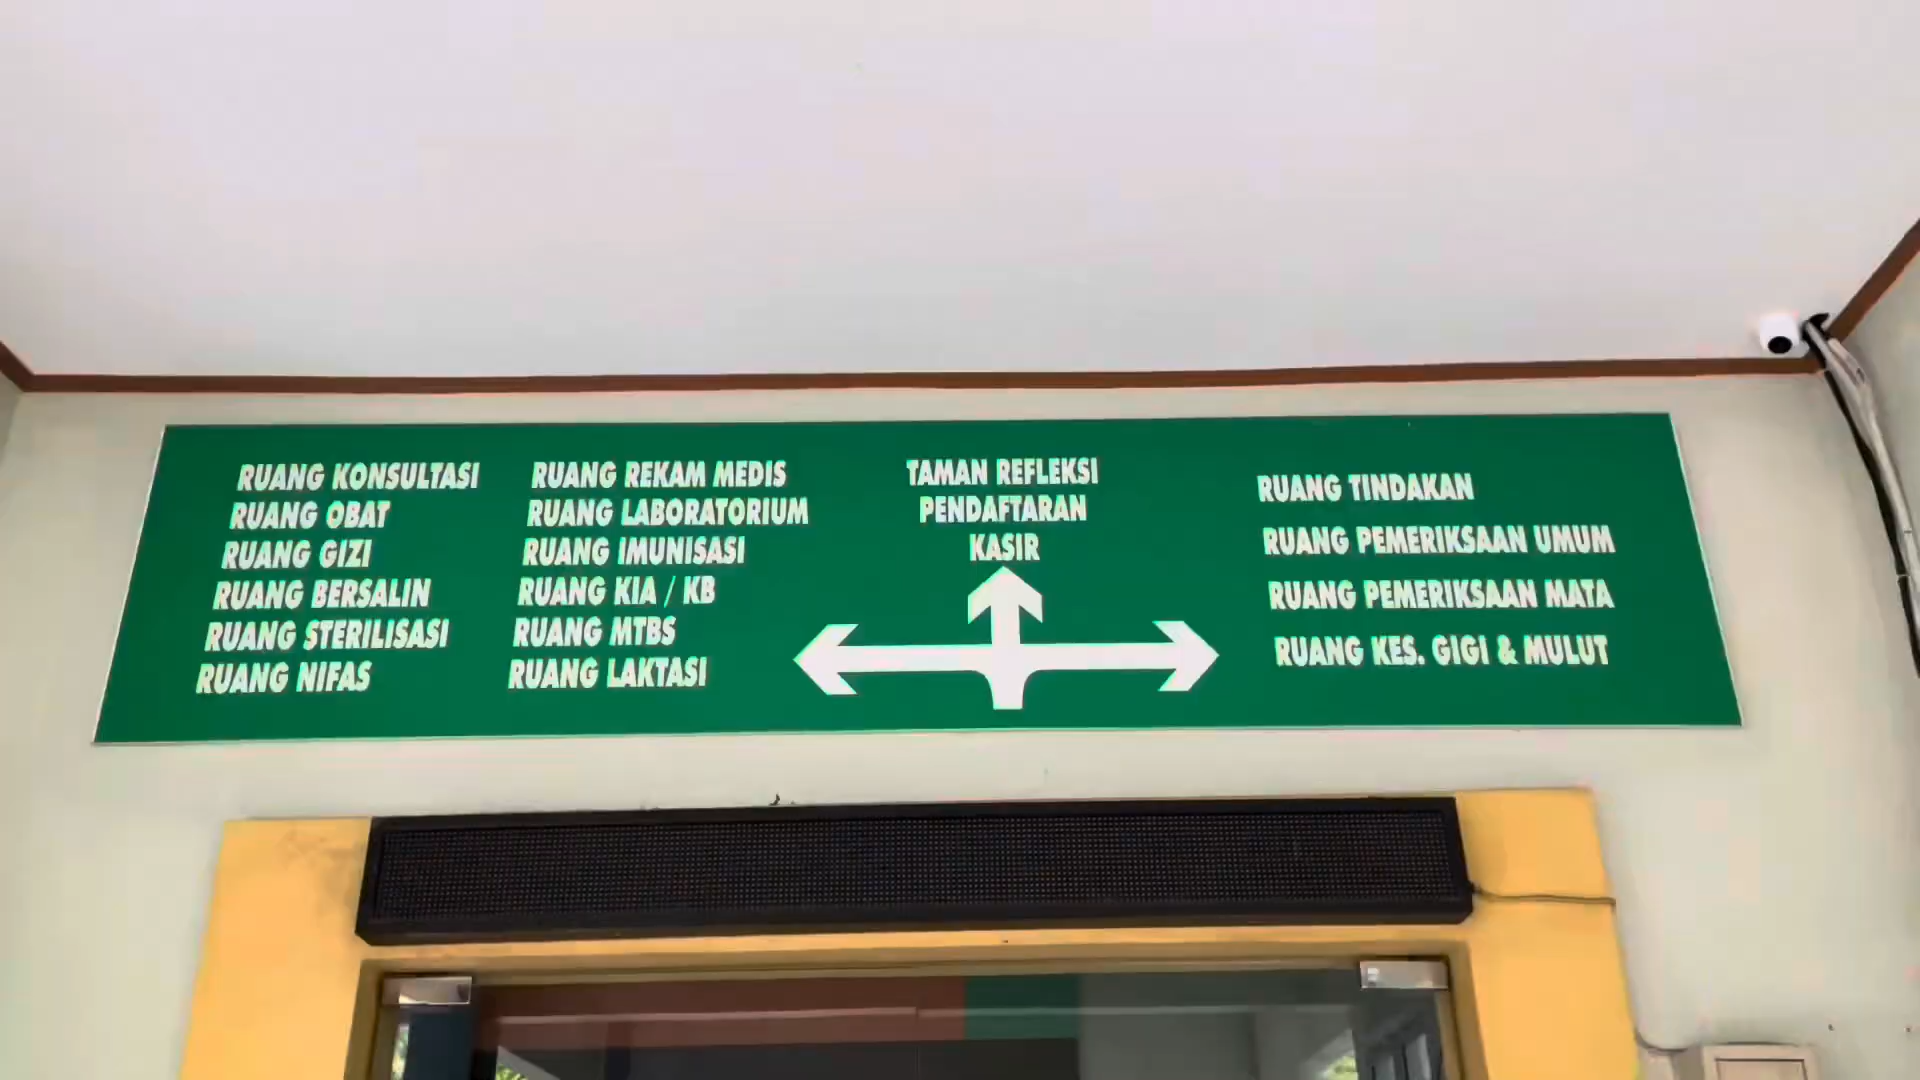 RUANG KONSULTASI
RUANG OBAT
RUANG GIZI
RUANG BERSALIN
RUANG STERILISASI
RUANG NIFAS
RUANG REKAM MEDIS
RUANG LABORATORIUM
RUANG IMUNISASI
RUANG KIA / KB
RUANG MTBS
RUANG LAKTASI
TAMAN REFLEKSI
PENDAFTARAN
KASIR
RUANG TINDAKAN
RUANG PEMERIKSAAN UMUM
RUANG PEMERIKSAAN MATA
RUANG KES. GIGI & MULUT